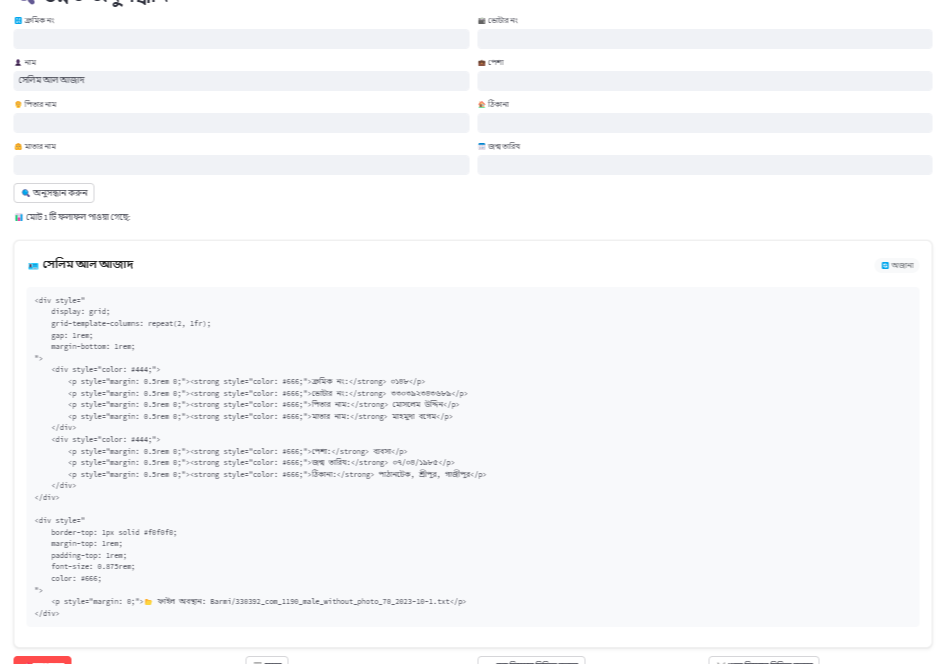 ক্রমিক নং
ভোটার নং
নাম
পেশা
সেলিম আল আজাদ
পিতার নাম
ঠিকানা
মাতার নাম
জন্ম তারিখ
অনুসন্ধান করুন
মোট 1 টি ফলাফল পাওয়া গেছে:
সেলিম আল আজাদ
অজানা
<div style="
display: grid;
grid-template-columns: repeat(2, 1fr);
gap: 1rem;
margin-bottom: 1rem;
">
<div style="color: #444;">
<p style="margin: 0.5rem 0;"><strong style="color: #666;">ক্রমিক নং:</strong> ০১৪৮</p>
<p style="margin: 0.5rem 0;"><strong style="color: #666;">ভোটার নং:</strong></p>
<p style="margin: 0.5rem 0;"><strong style="color: #666;">পিতার নাম:</strong> মোসলেম উদ্দিন</p>
<p style="margin: 0.5rem 0;"><strong style="color: #666;">মাতার নাম:</strong> মাহমুদা বেগম</p>
</div>
<div style="color: #444;">
<p style="margin: 0.5rem 0;"><strong style="color: #666;">পেশা:</strong> ব্যবসা</p>
<p style="margin: 0.5rem 0;"><strong style="color: #666;">জন্ম তারিখ:</strong> ০৭/০৪/১৯৮৫</p>
<p style="margin: 0.5rem 0;"><strong style="color: #666;">ঠিকানা:</strong> পাঠানটেক, শ্রীপুর, গাজীপুর</p>
</div>
</div>
<div style="
border-top: 1px solid #f0f0f0;
margin-top: 1rem;
padding-top: 1rem;
font-size: 0.875rem;
color: #666;
">
<p style="margin: 0;">📁 ফাইল অবস্থান: Barmi/330392_com_1190_male_without_photo_70_2023-10-1.txt</p>
</div>